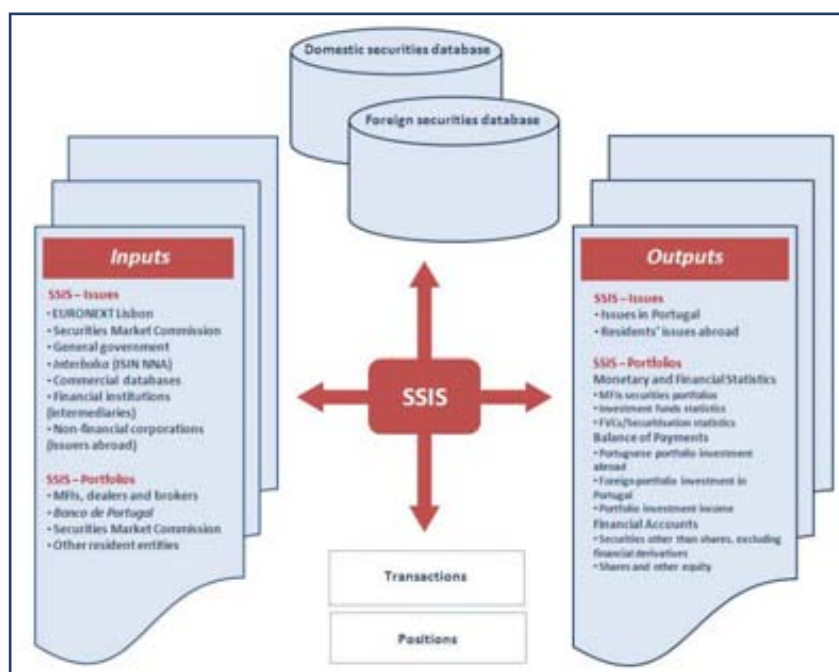 Domestic securities database
Foreign securities database
Inputs
SSIS – Issues
• EURONEXT Lisbon
• Securities Market Commission
• General government
• Interbolsa (ISIN NNA)
• Commercial databases
• Financial institutions
(intermediaries)
• Non-financial corporations
(issuers abroad)
SSIS – Portfolios
• MFIs, dealers and brokers
• Banco de Portugal
• Securities Market Commission
• Other resident entities
SSIS
Transactions
Positions
Outputs
SSIS – Issues
• Issues in Portugal
• Residents' issues abroad
SSIS – Portfolios
Monetary and Financial Statistics
• MFIs securities portfolios
• Investment funds statistics
• FVCs/Securitisation statistics
Balance of Payments
• Portuguese portfolio investment
abroad
• Foreign portfolio investment in
Portugal
• Portfolio investment income
Financial Accounts
• Securities other than shares, excluding
financial derivatives
• Shares and other equity